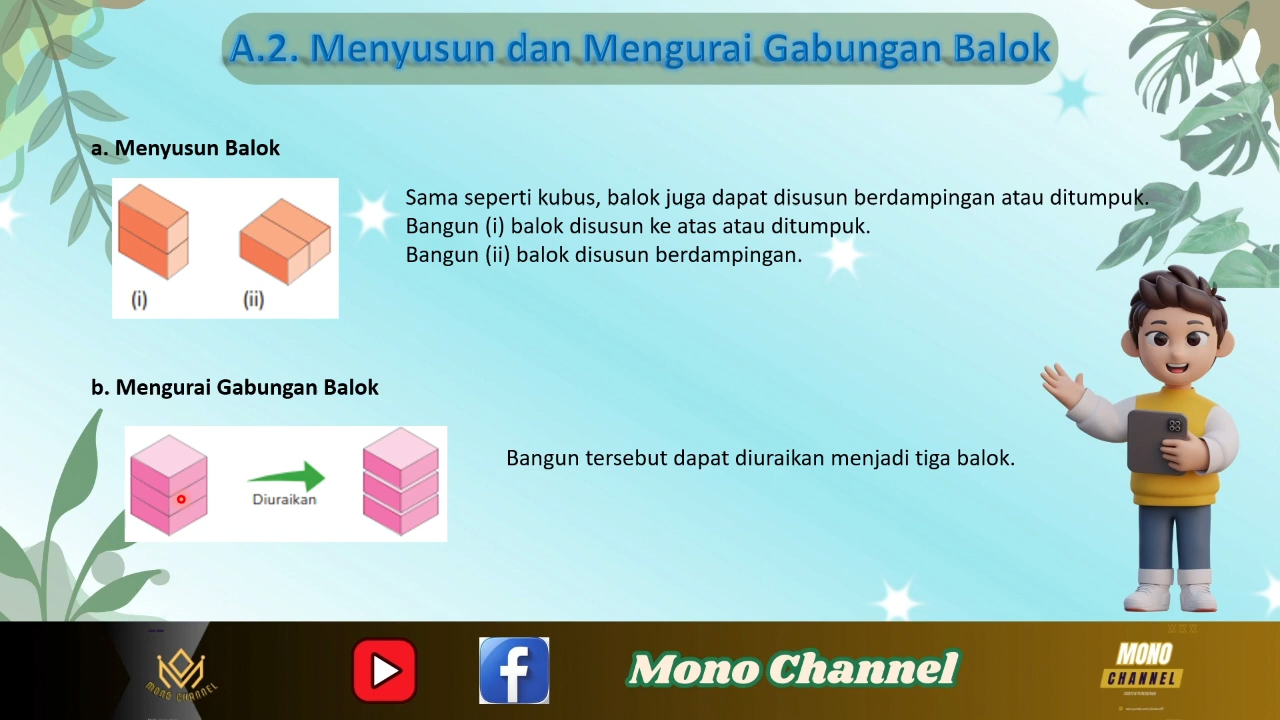 A.2. Menyusun dan Mengurai Gabungan Balok
a. Menyusun Balok
Sama seperti kubus, balok juga dapat disusun berdampingan atau ditumpuk.
Bangun (i) balok disusun ke atas atau ditumpuk.
Bangun (ii) balok disusun berdampingan.
(i)
(ii)
b. Mengurai Gabungan Balok
Diuraikan
Bangun tersebut dapat diuraikan menjadi tiga balok.
MONO CHANNEL
Mono Channel
MONO
CHANNEL